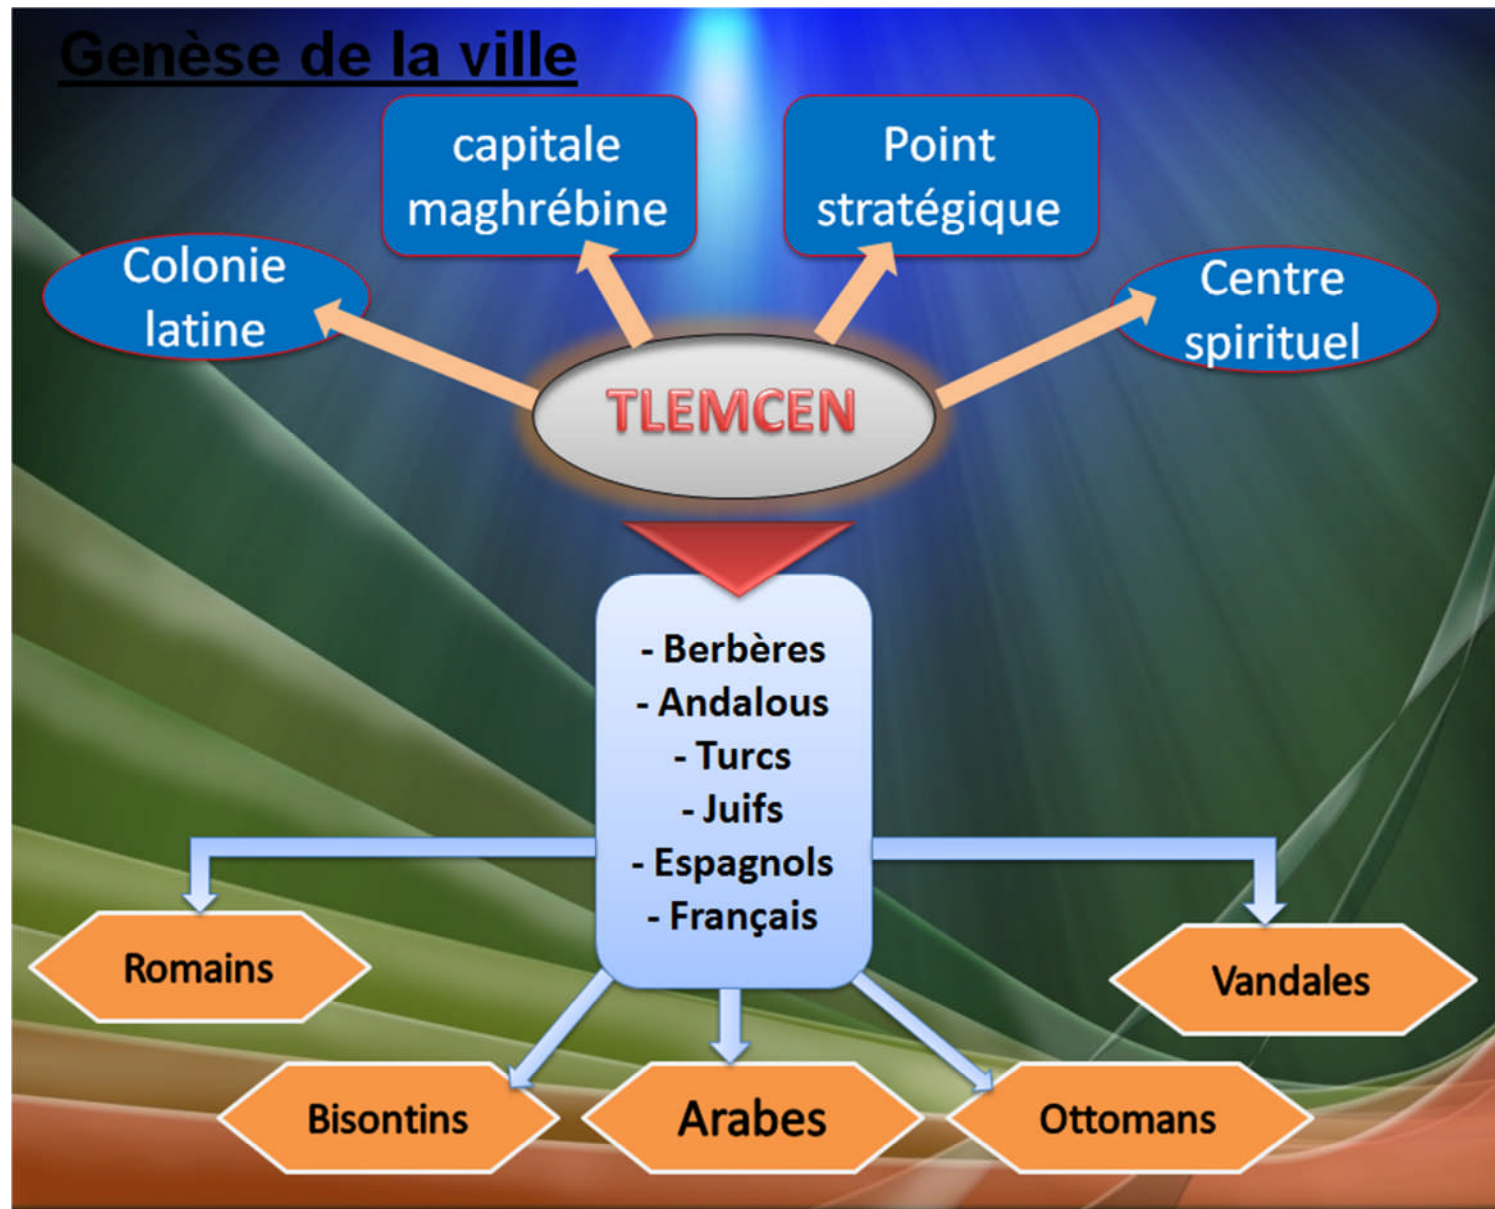 Genèse de la ville
capitale
maghrébine
Point
stratégique
Colonie
latine
Centre
spirituel
TLEMCEN
- Berbères
- Andalous
- Turcs
- Juifs
- Espagnols
- Français
Romains
Vandales
Bisontins
Arabes
Ottomans